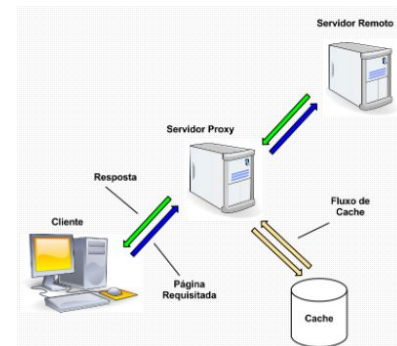 Servidor Remoto
Servidor Proxy
Resposta
Fluxo de
Cache
Cliente
Página
Requisitada
Cache